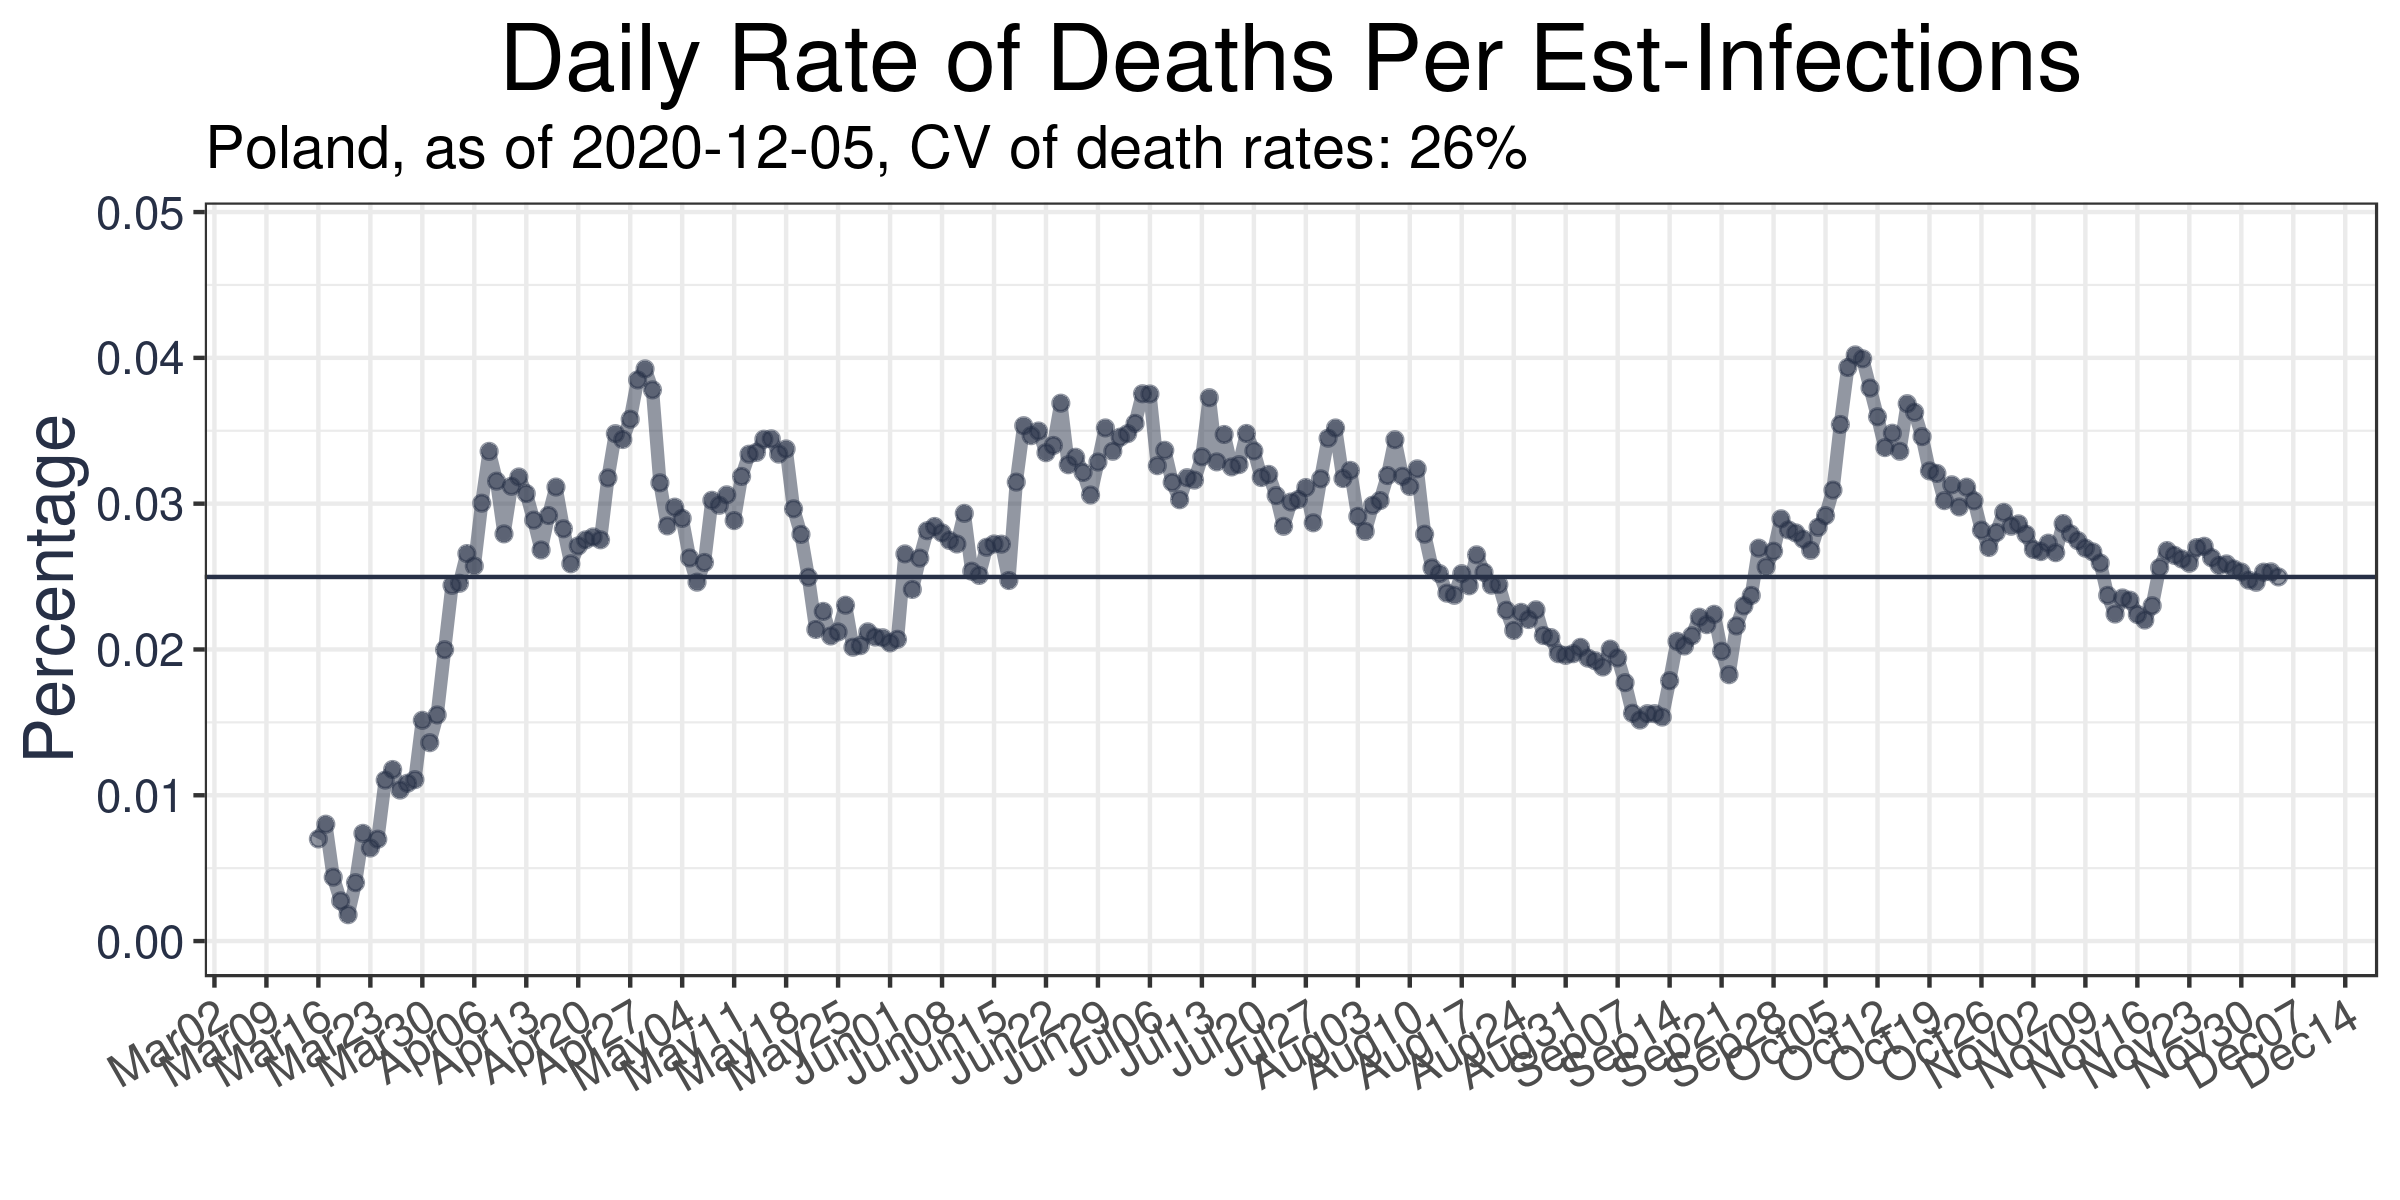 Daily Rate of Deaths Per Est-Infections
Poland, as of 2020-12-05, CV of death rates: 26%
Percentage
0.05
0.04
0.03
0.02
0.01
0.00
Mar02
Mar09
Mar16
Mar23
Mar30
Apr06
Apr13
Apr20
Apr27
May04
May11
May18
May25
Jun01
Jun08
Jun15
Jun22
Jun29
Jul06
Jul13
Jul20
Jul27
Aug03
Aug10
Aug17
Aug24
Aug31
Sep07
Sep14
Sep21
Sep28
Oct05
Oct12
Oct19
Oct26
Nov02
Nov09
Nov16
Nov23
Nov30
Dec07
Dec14